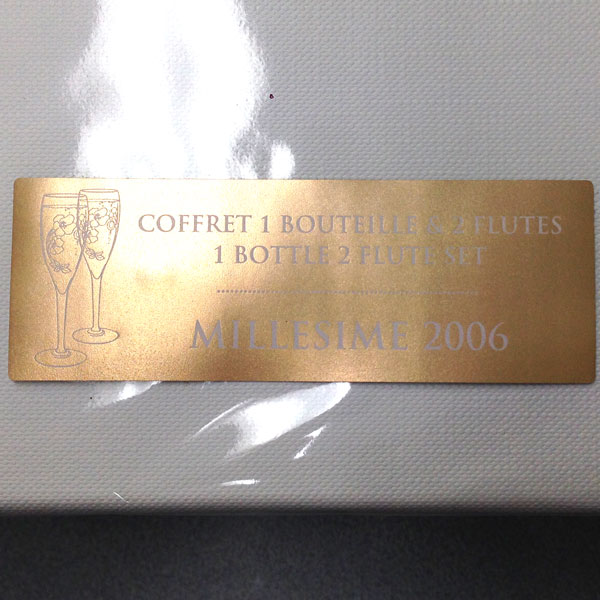 COFFRET 1 BOUTEILLE & 2 FLUTES
1 BOTTLE 2 FLUTE SET
MILLESIME 2006